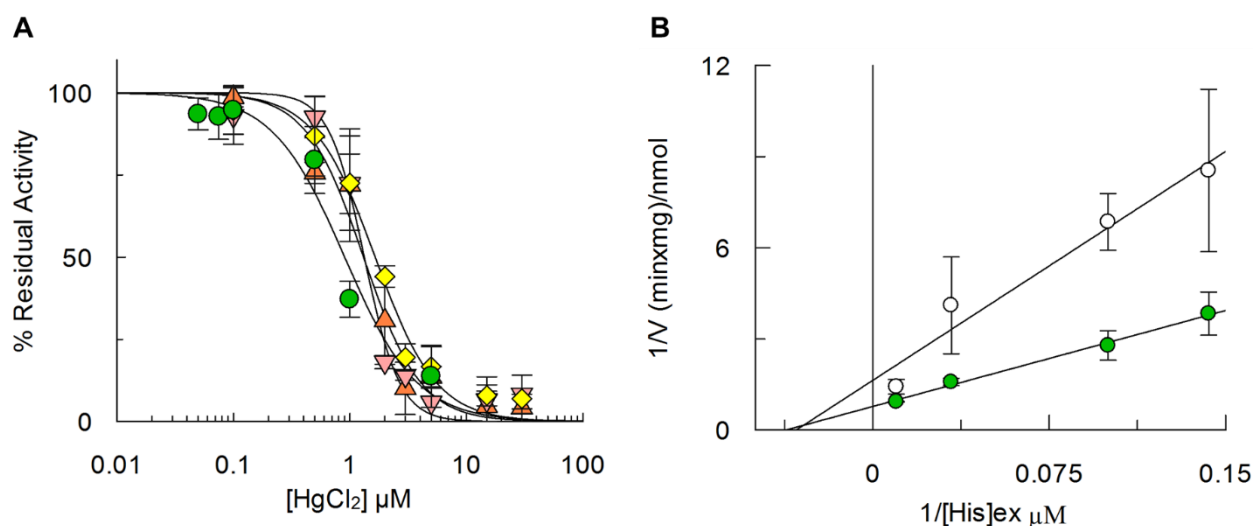 A
100
50
0
% Residual Activity
0.01 0.1 1 10 100
[HgCl₂] μM
B
12
6
0
1/V (minxmg)/nmol
0 0.075 0.15
1/[His]ex μM